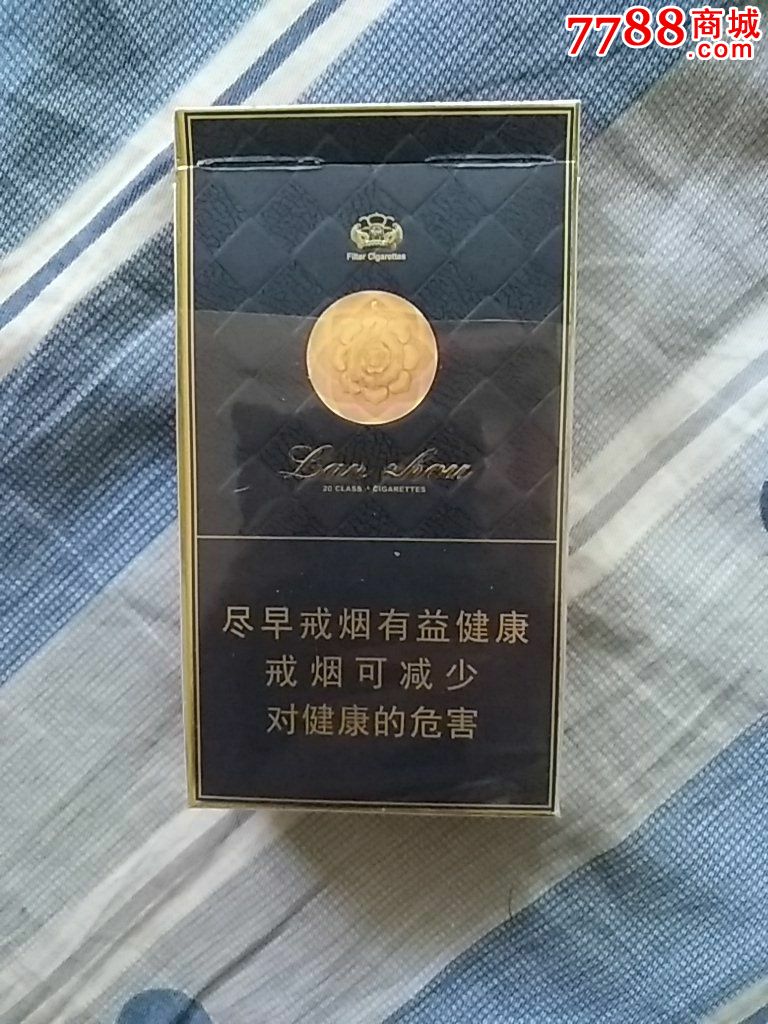 7788商城
.com
Filter Cigarettes
Lan Zhou
20 CLASS A CIGARETTES
尽早戒烟有益健康
戒烟可减少
对健康的危害